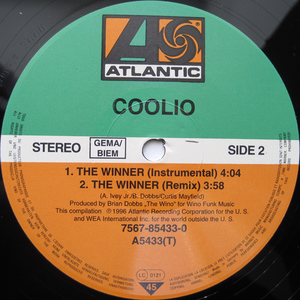 ATLANTIC
COOLIO
STEREO
GEMA/
BIEM
SIDE 2
1. THE WINNER (Instrumental) 4:04
2. THE WINNER (Remix) 3:58
(A. Ivey Jr./B. Dobbs/Curtis Mayfield)
Produced by Brian Dobbs „The Wino" for Wino Funk Music
This compilation ℗ 1996 Atlantic Recording Corporation for the U. S.
and WEA International Inc. for the world outside the U. S.
7567-85433-0
A5433(T)
LC 0121
45